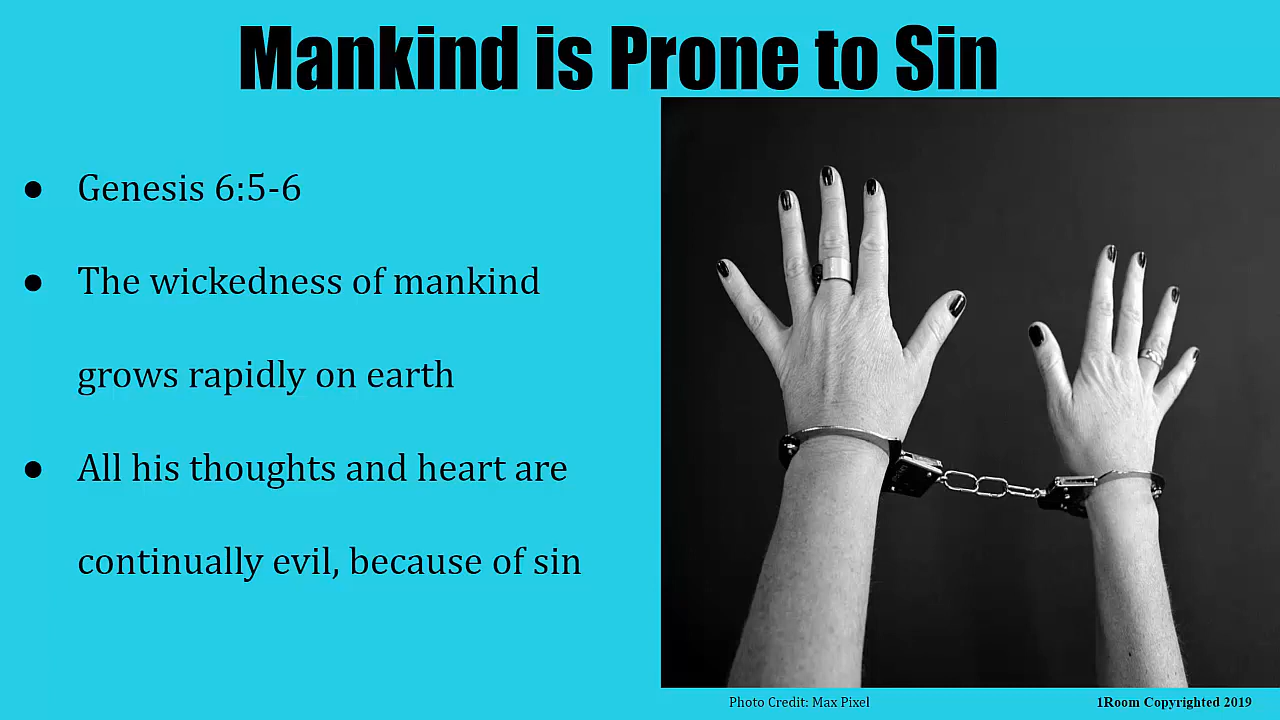 Mankind is Prone to Sin
● Genesis 6:5-6
● The wickedness of mankind
grows rapidly on earth
● All his thoughts and heart are
continually evil, because of sin
Photo Credit: Max Pixel
1Room Copyrighted 2019